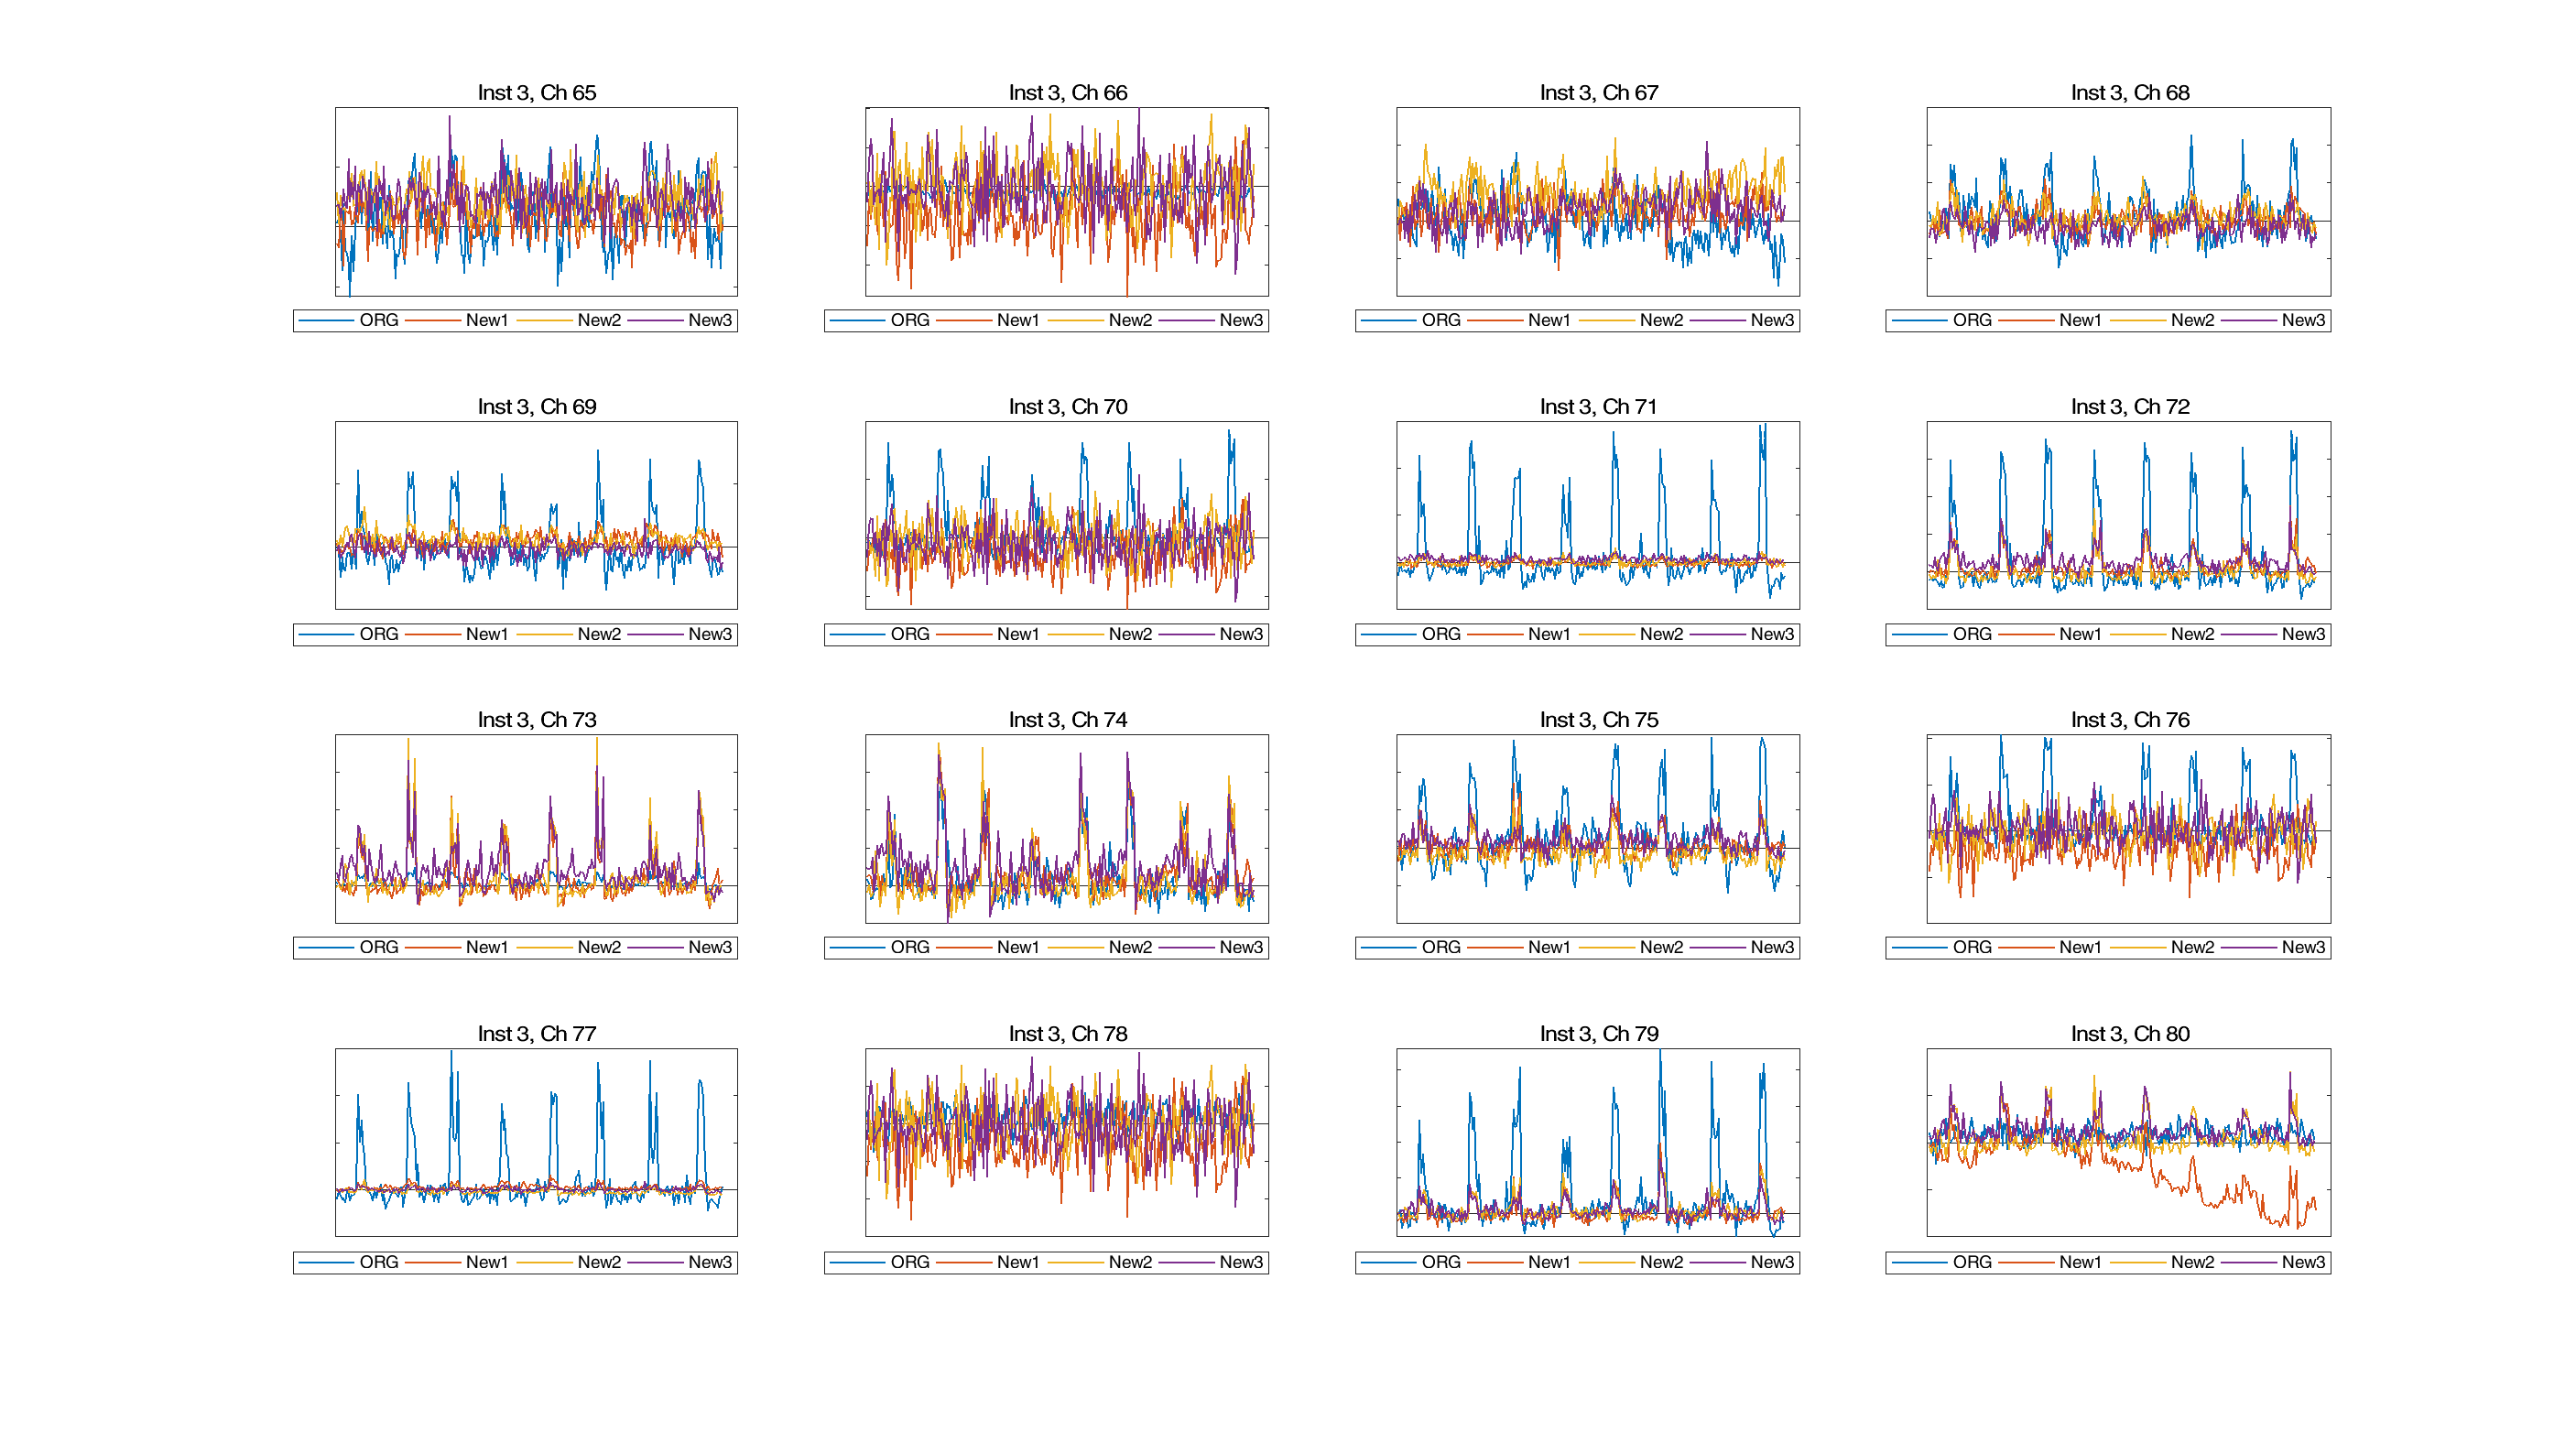 Inst 3, Ch 65
Inst 3, Ch 66
Inst 3, Ch 67
Inst 3, Ch 68
ORG New1 New2 New3
ORG New1 New2 New3
ORG New1 New2 New3
ORG New1 New2 New3
Inst 3, Ch 69
Inst 3, Ch 70
Inst 3, Ch 71
Inst 3, Ch 72
ORG New1 New2 New3
ORG New1 New2 New3
ORG New1 New2 New3
ORG New1 New2 New3
Inst 3, Ch 73
Inst 3, Ch 74
Inst 3, Ch 75
Inst 3, Ch 76
ORG New1 New2 New3
ORG New1 New2 New3
ORG New1 New2 New3
ORG New1 New2 New3
Inst 3, Ch 77
Inst 3, Ch 78
Inst 3, Ch 79
Inst 3, Ch 80
ORG New1 New2 New3
ORG New1 New2 New3
ORG New1 New2 New3
ORG New1 New2 New3